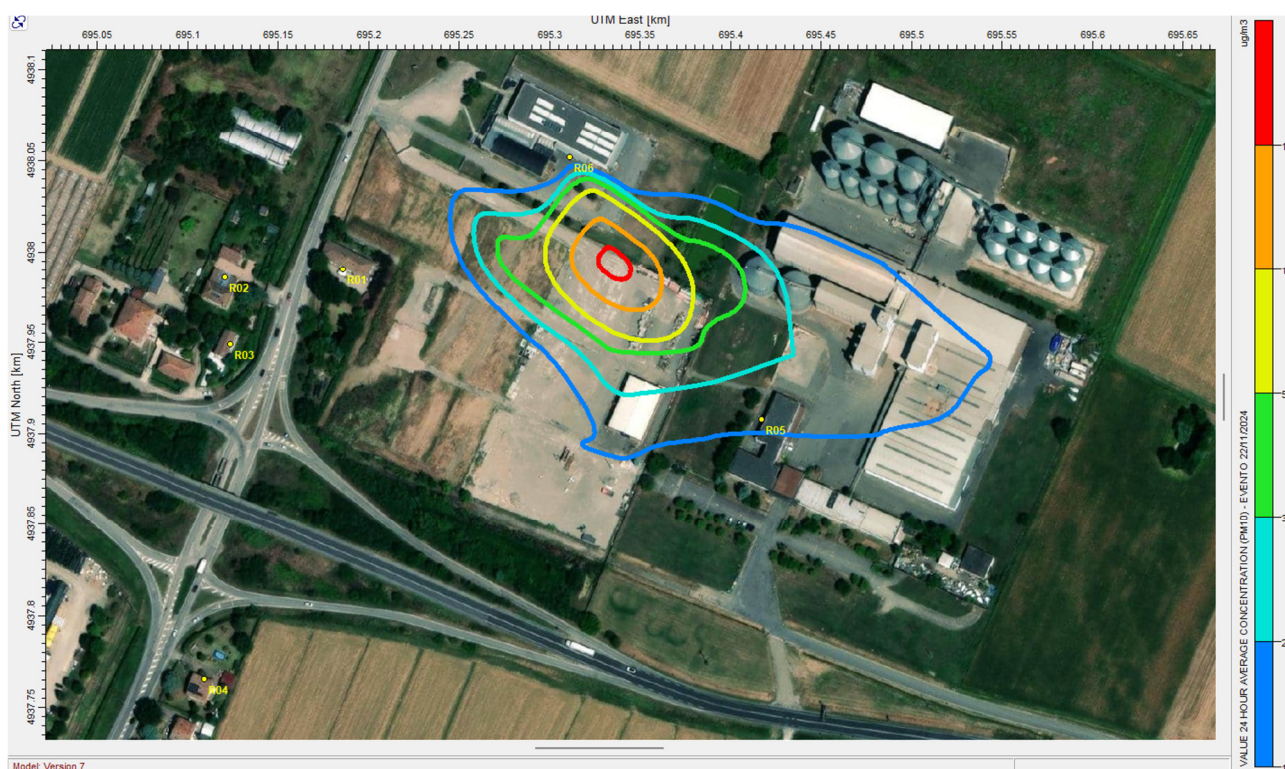 UTM East [km]
695.05 695.1 695.15 695.2 695.25 695.3 695.35 695.4 695.45 695.5 695.55 695.6 695.65
UTM North [km]
4938.1
4938.05
4938
4937.95
4937.9
4937.85
4937.8
4937.75
R06
R01
R02
R03
R05
R04
ug/m3
VALUE 24 HOUR AVERAGE CONCENTRATION (PM10) - EVENTO 22/11/2024
Model: Version 7